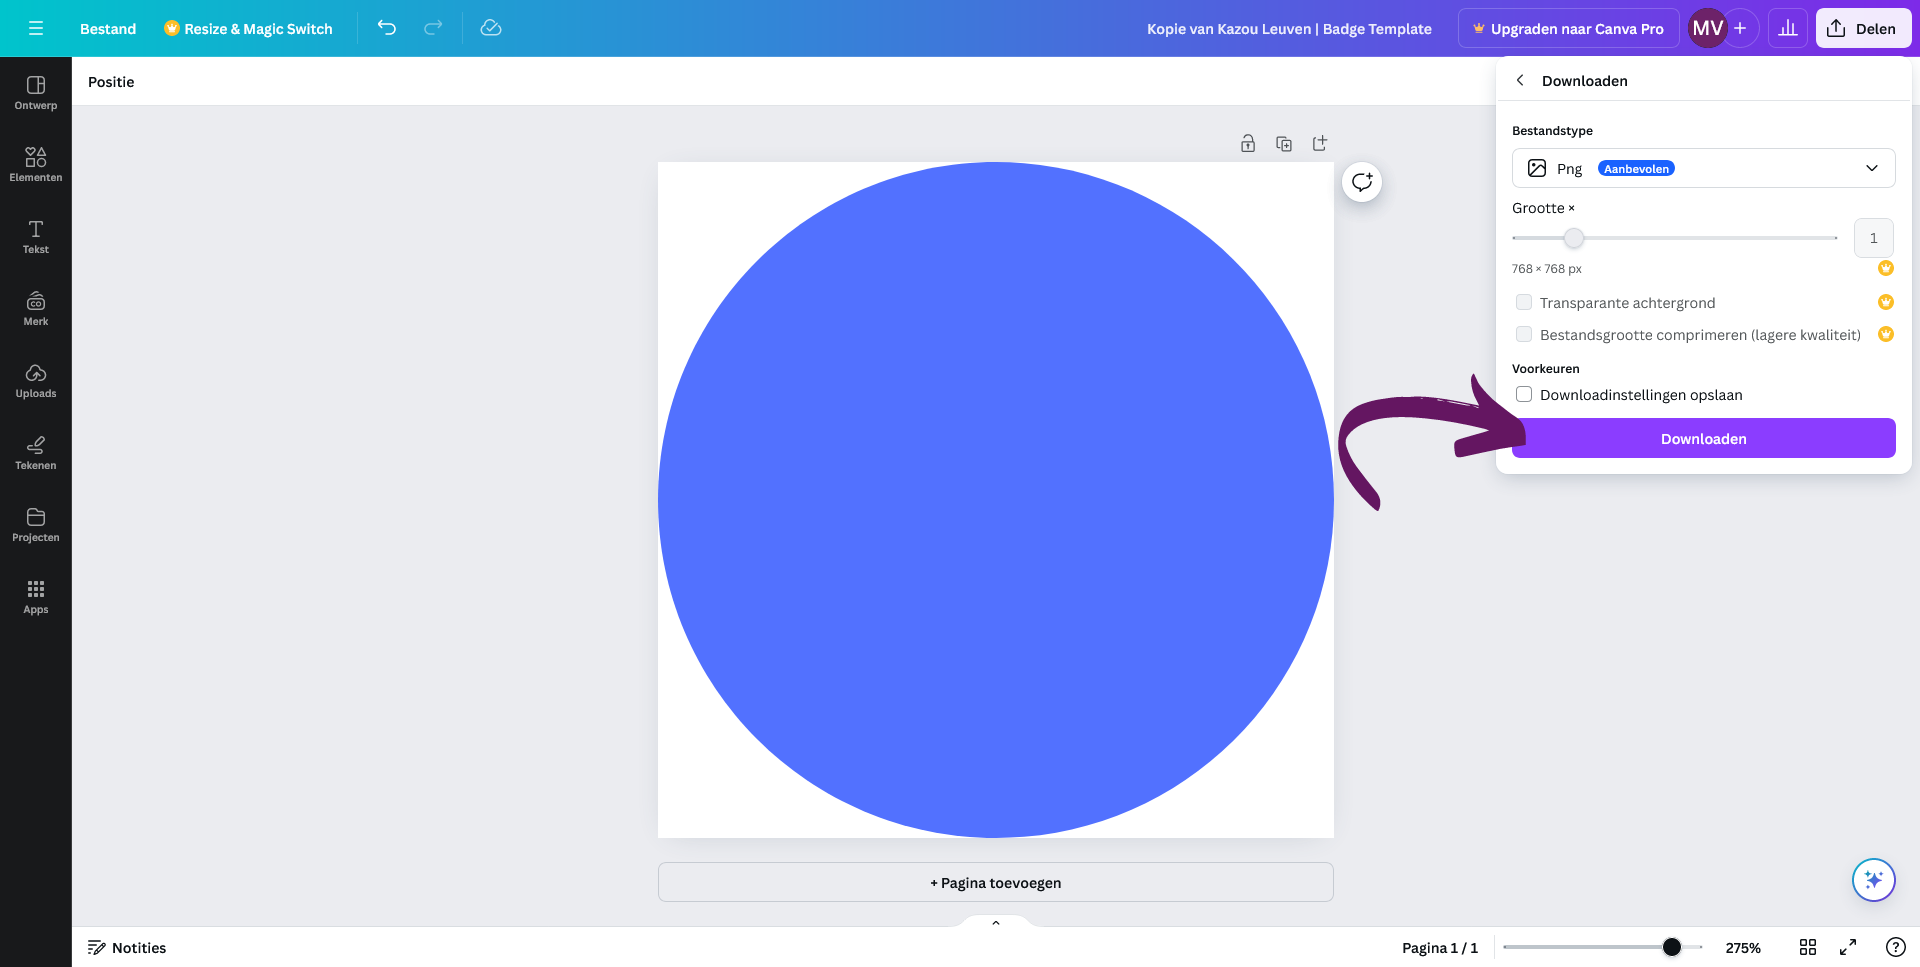 Bestand
Resize & Magic Switch
Kopie van Kazou Leuven | Badge Template
Upgraden naar Canva Pro
MV
+
Delen
Ontwerp
Elementen
Tekst
CO
Merk
Uploads
Tekenen
Projecten
Apps
Positie
Downloaden
Bestandstype
Png Aanbevolen
Grootte ×
1
768 × 768 px
Transparante achtergrond
Bestandsgrootte comprimeren (lagere kwaliteit)
Voorkeuren
Downloadinstellingen opslaan
Downloaden
+ Pagina toevoegen
Notities
Pagina 1 / 1
275%
?